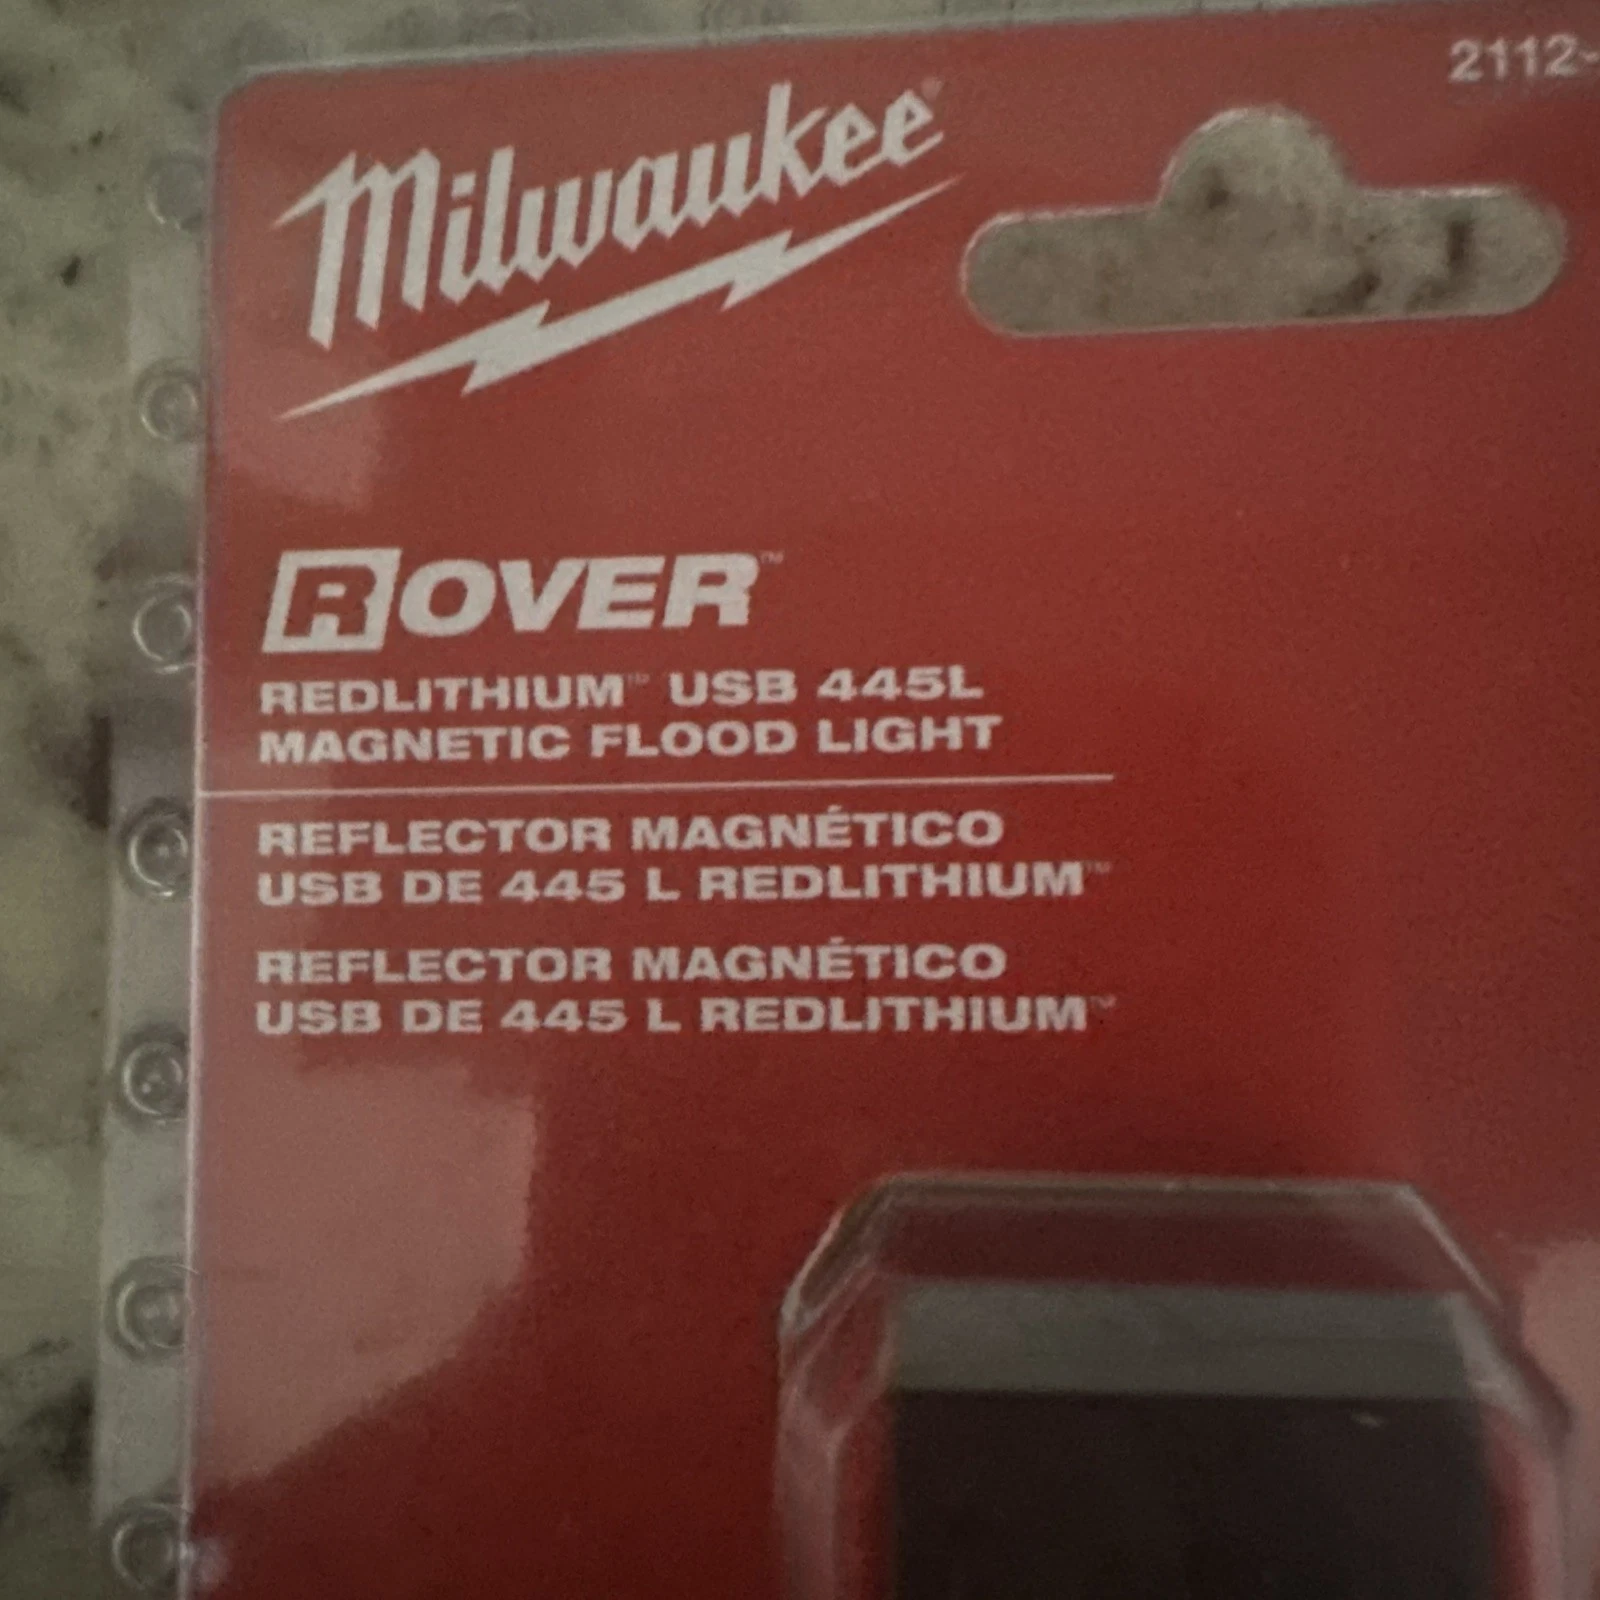 2112-
Milwaukee®
ROVER™
REDLITHIUM™ USB 445L
MAGNETIC FLOOD LIGHT
REFLECTOR MAGNÉTICO
USB DE 445 L REDLITHIUM™
REFLECTOR MAGNÉTICO
USB DE 445 L REDLITHIUM™